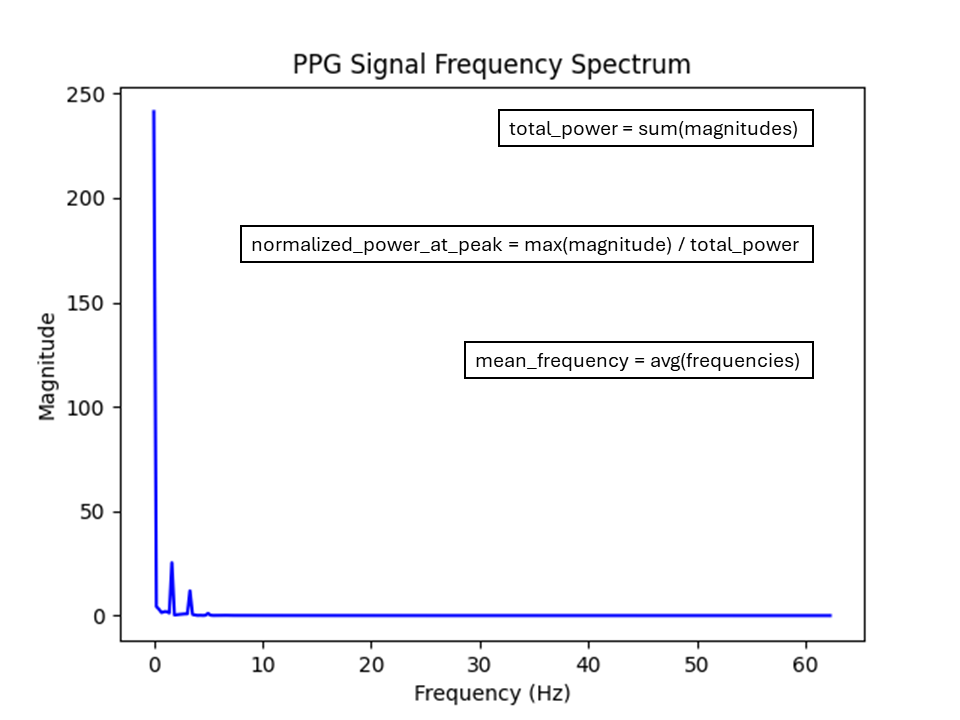 PPG Signal Frequency Spectrum
250
total_power = sum(magnitudes)
200
normalized_power_at_peak = max(magnitude) / total_power
150
mean_frequency = avg(frequencies)
Magnitude
100
50
0
0 10 20 30 40 50 60
Frequency (Hz)